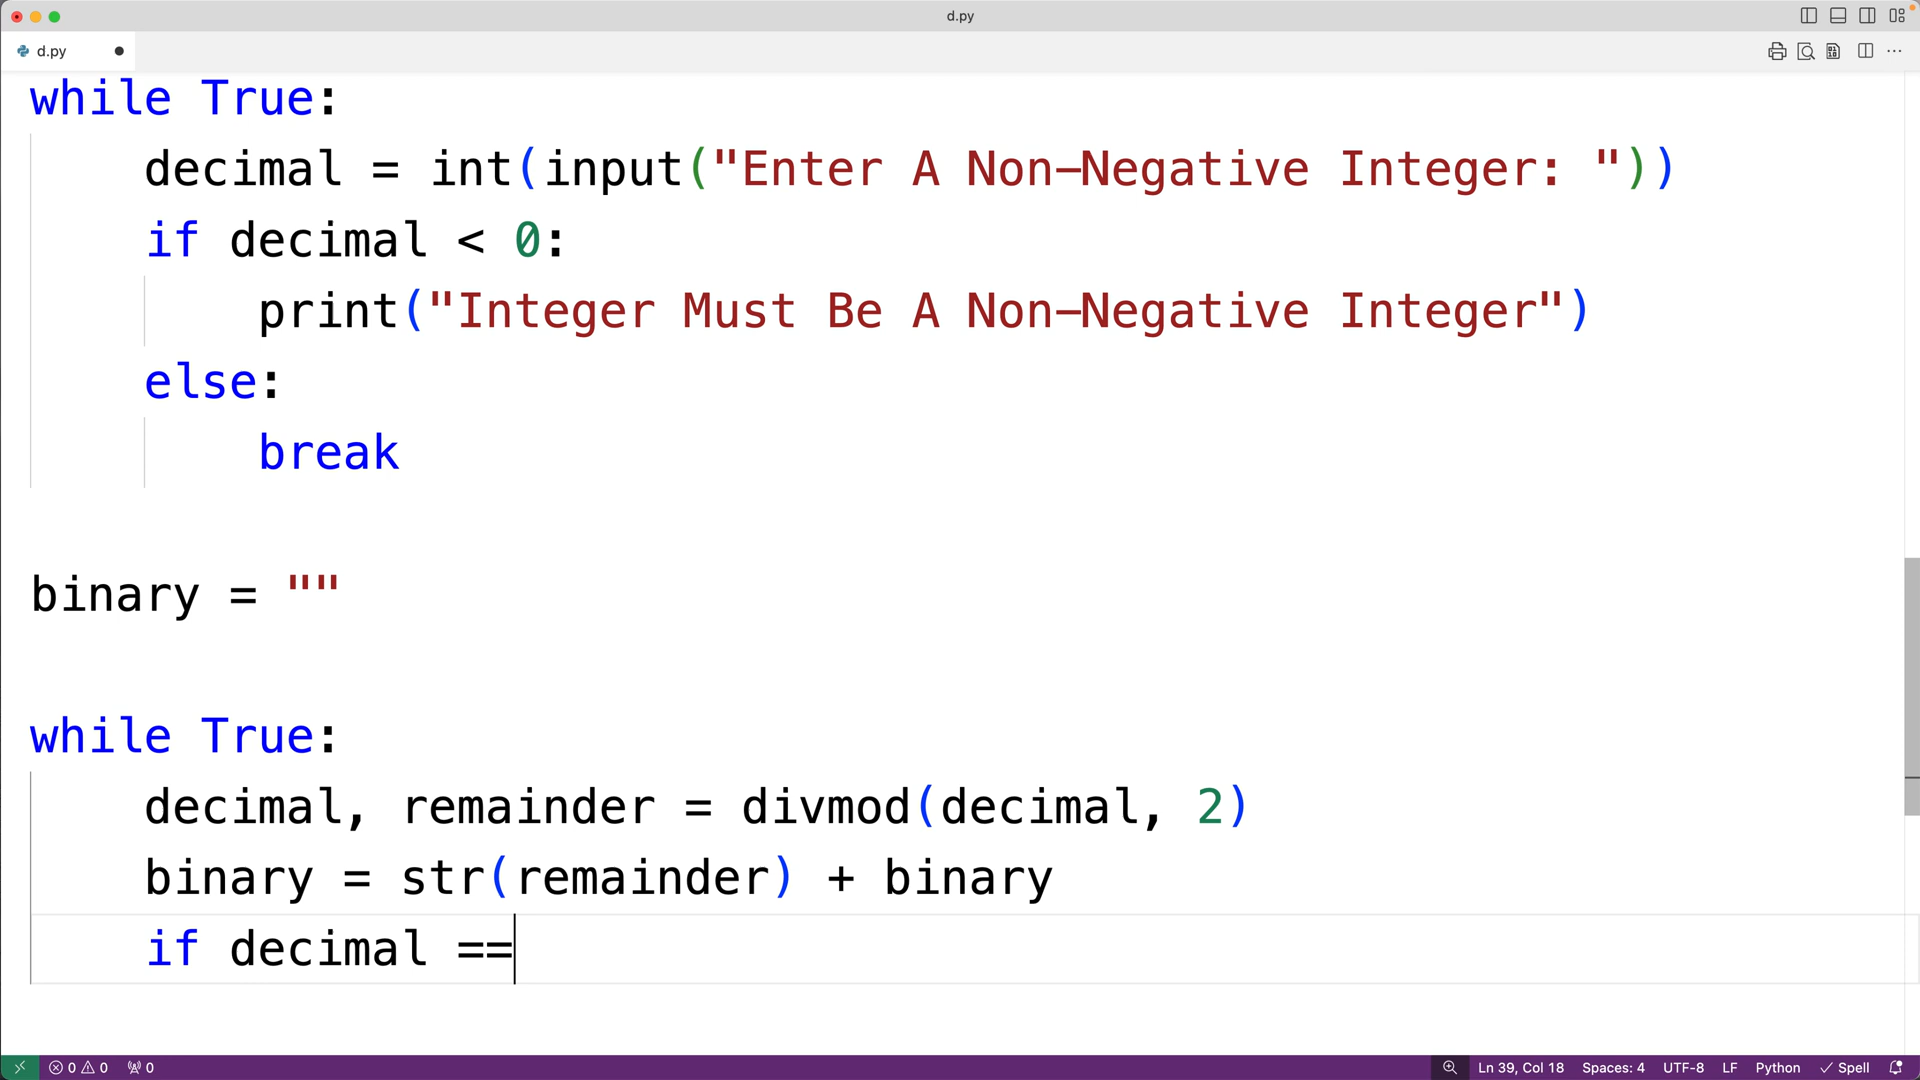 d.py
d.py
while True:
    decimal = int(input("Enter A Non-Negative Integer: "))
    if decimal < 0:
        print("Integer Must Be A Non-Negative Integer")
    else:
        break
binary = ""
while True:
    decimal, remainder = divmod(decimal, 2)
    binary = str(remainder) + binary
    if decimal ==
0 0 0 Ln 39, Col 18 Spaces: 4 UTF-8 LF Python Spell